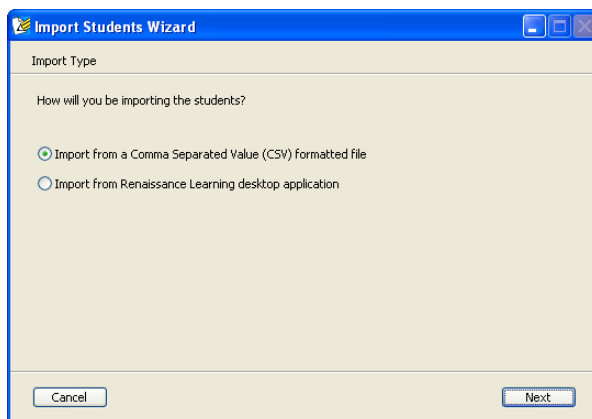 Import Students Wizard
Import Type
How will you be importing the students?
Import from a Comma Separated Value (CSV) formatted file
Import from Renaissance Learning desktop application
Cancel
Next